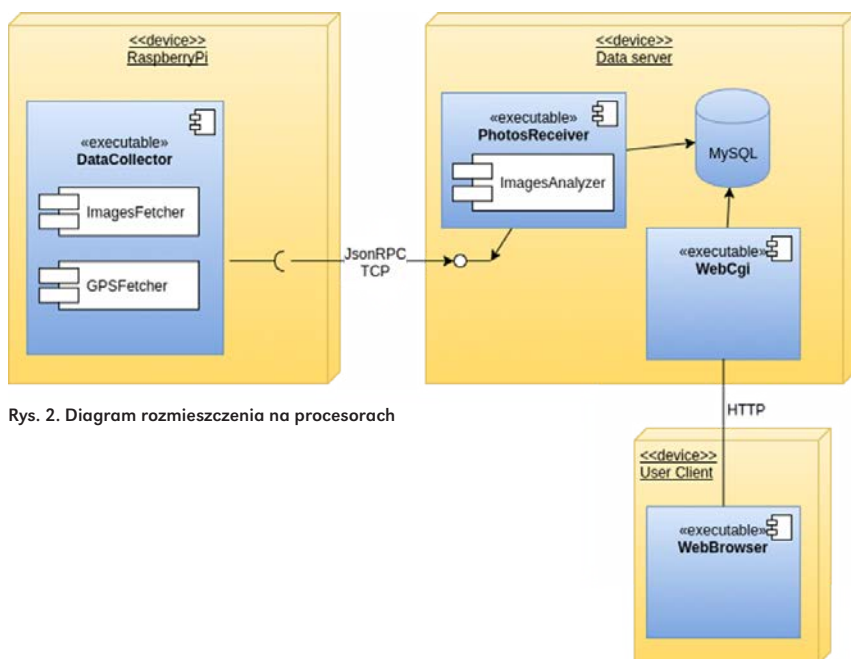 <<device>>
RaspberryPi
«executable»
DataCollector
ImagesFetcher
GPSFetcher
JsonRPC
TCP
<<device>>
Data server
«executable»
PhotosReceiver
ImagesAnalyzer
MySQL
«executable»
WebCgi
HTTP
<<device>>
User Client
«executable»
WebBrowser
Rys. 2. Diagram rozmieszczenia na procesorach